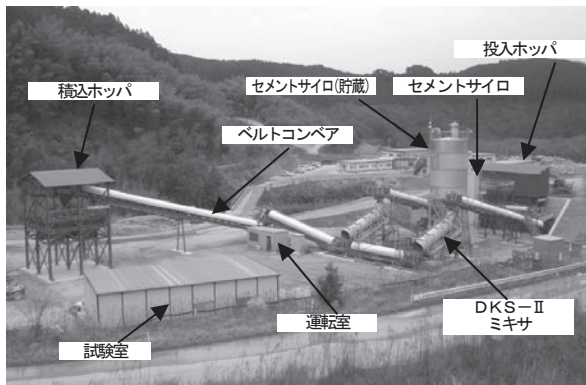 投入ホッパ
セメントサイロ(貯蔵)
セメントサイロ
積込ホッパ
ベルトコンベア
DKS-Ⅱ
ミキサ
運転室
試験室